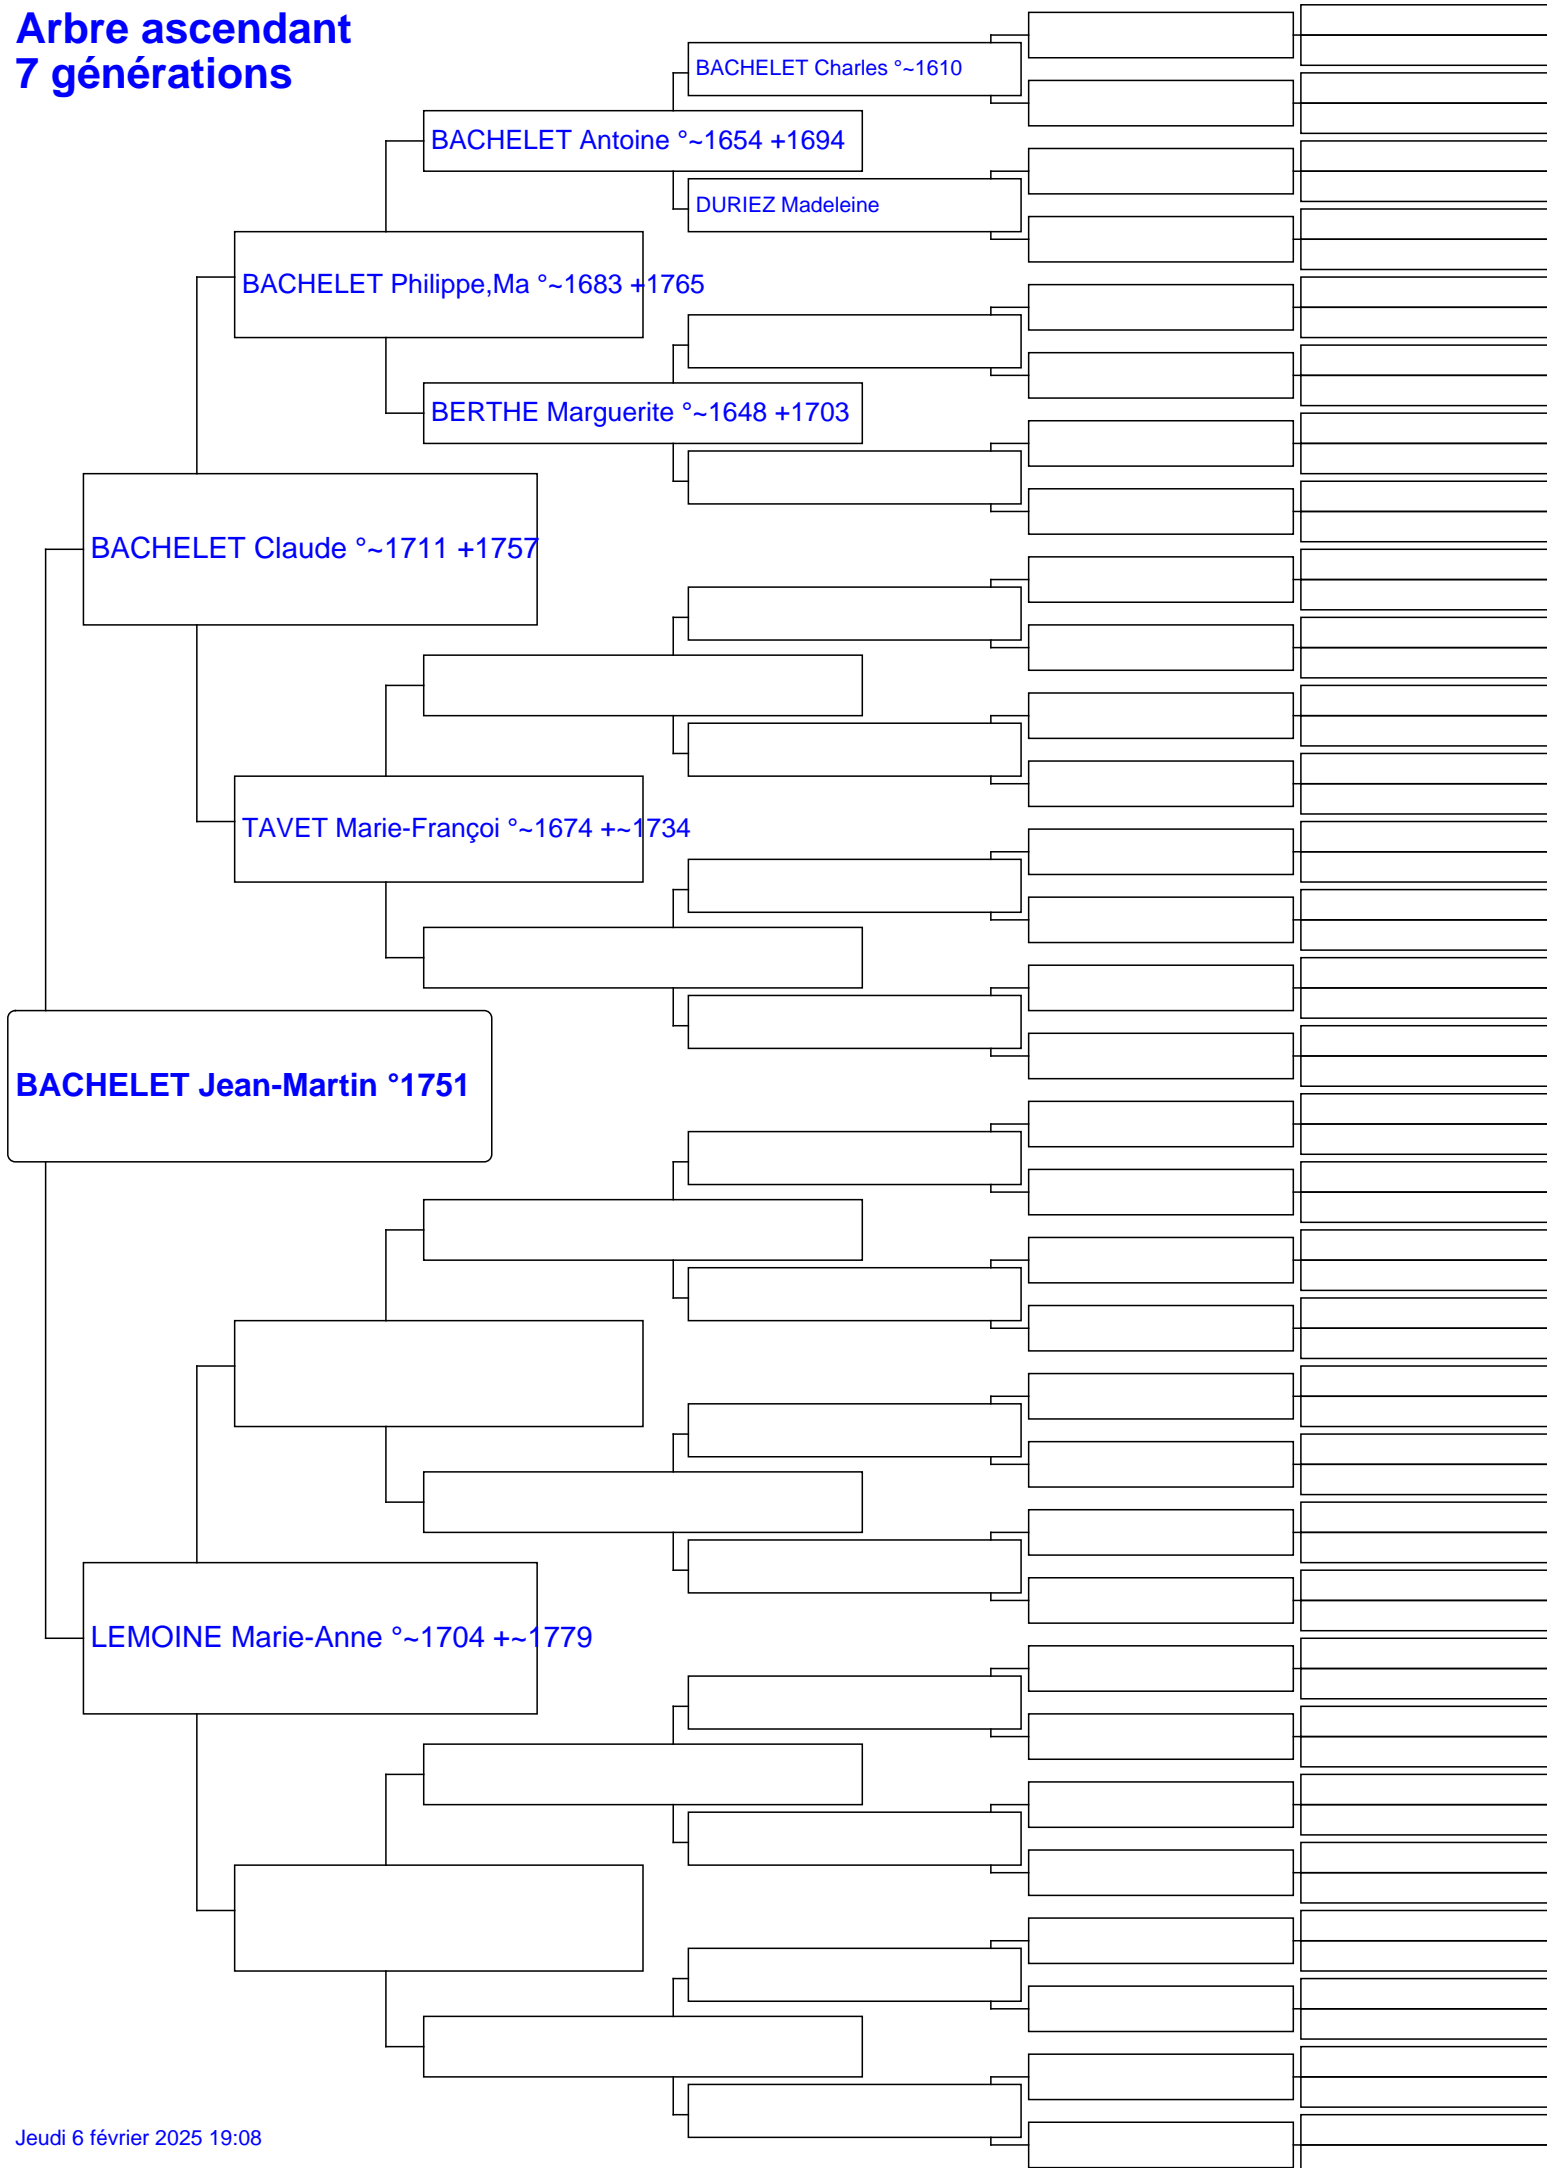 Arbre ascendant
7 générations
BACHELET Charles °~1610
BACHELET Antoine °~1654 +1694
DURIEZ Madeleine
BACHELET Philippe,Ma °~1683 +1765
BERTHE Marguerite °~1648 +1703
BACHELET Claude °~1711 +1757
TAVET Marie-Françoi °~1674 +~1734
BACHELET Jean-Martin °1751
LEMOINE Marie-Anne °~1704 +~1779
Jeudi 6 février 2025 19:08